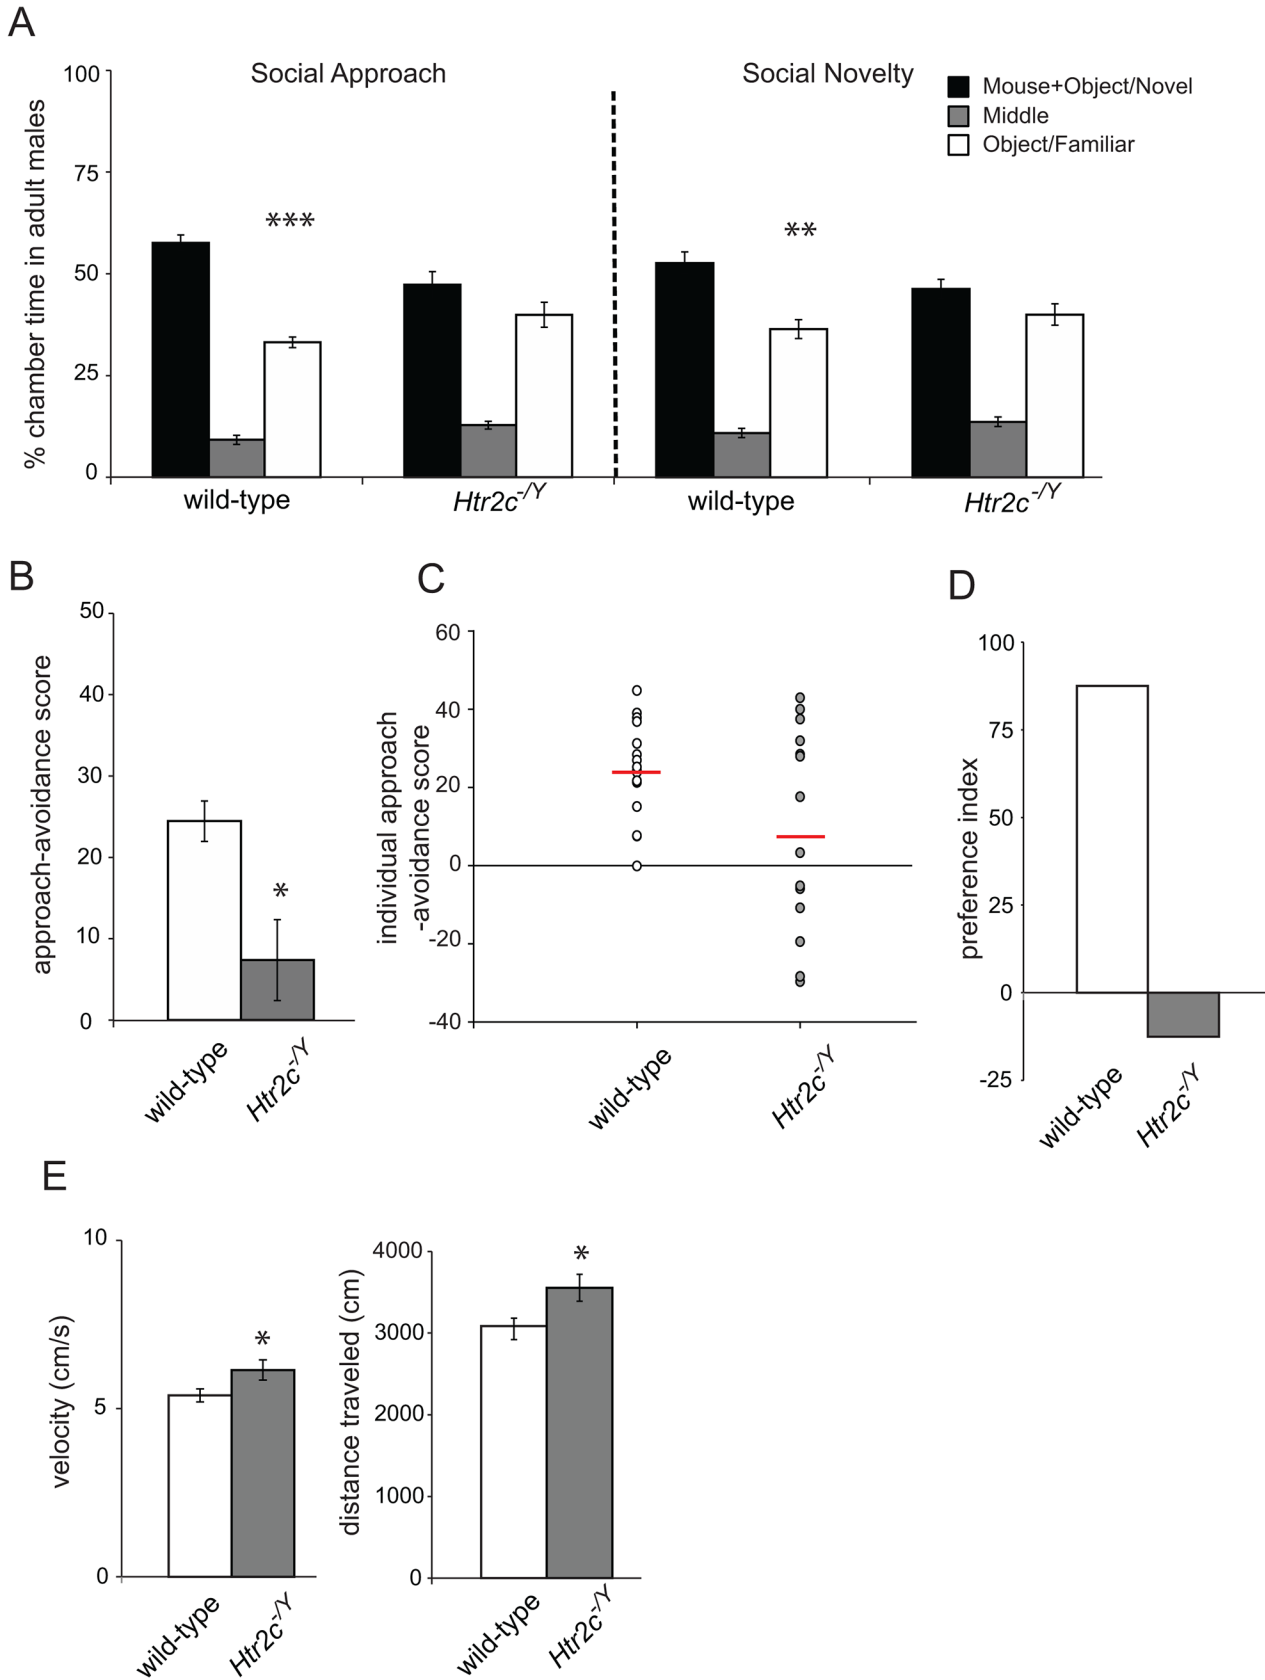 A
Social Approach
Social Novelty
Mouse+Object/Novel
Middle
Object/Familiar
% chamber time in adult males
100
75
50
25
0
***
**
wild-type
Htr2c-/Y
wild-type
Htr2c-/Y
B
approach-avoidance score
50
40
30
20
10
0
*
wild-type
Htr2c-/Y
C
individual approach
-avoidance score
60
40
20
0
-20
-40
wild-type
Htr2c-/Y
D
preference index
100
75
50
25
0
-25
wild-type
Htr2c-/Y
E
velocity (cm/s)
10
5
0
*
wild-type
Htr2c-/Y
distance traveled (cm)
4000
3000
2000
1000
0
*
wild-type
Htr2c-/Y